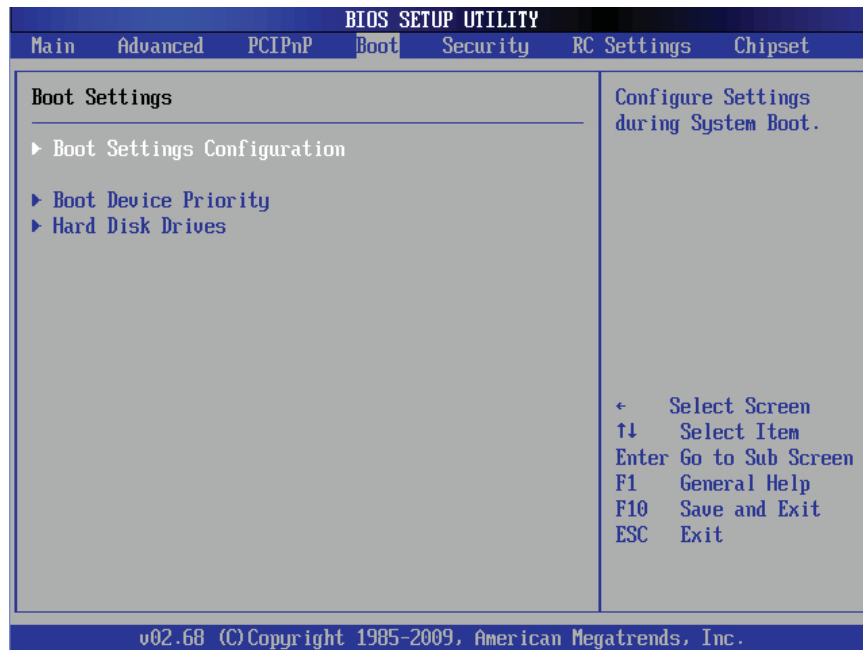 BIOS SETUP UTILITY
Main Advanced PCIPnP Boot Security RC Settings Chipset
Boot Settings
▶ Boot Settings Configuration
▶ Boot Device Priority
▶ Hard Disk Drives
Configure Settings
during System Boot.
← Select Screen
↑↓ Select Item
Enter Go to Sub Screen
F1 General Help
F10 Save and Exit
ESC Exit
v02.68 (C)Copyright 1985-2009, American Megatrends, Inc.